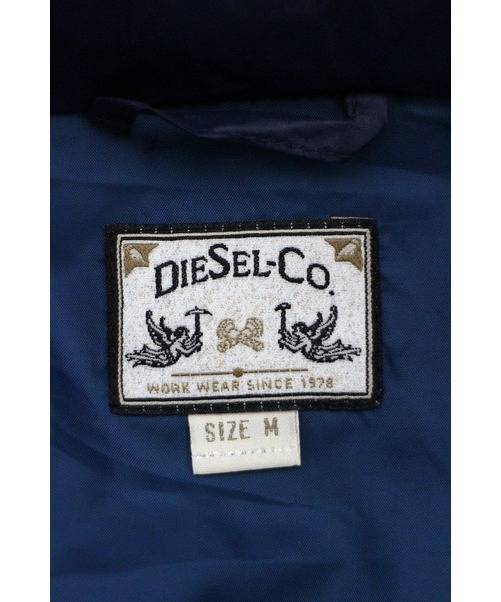 DIESEL-CO.
WORK WEAR SINCE 1978
SIZE M